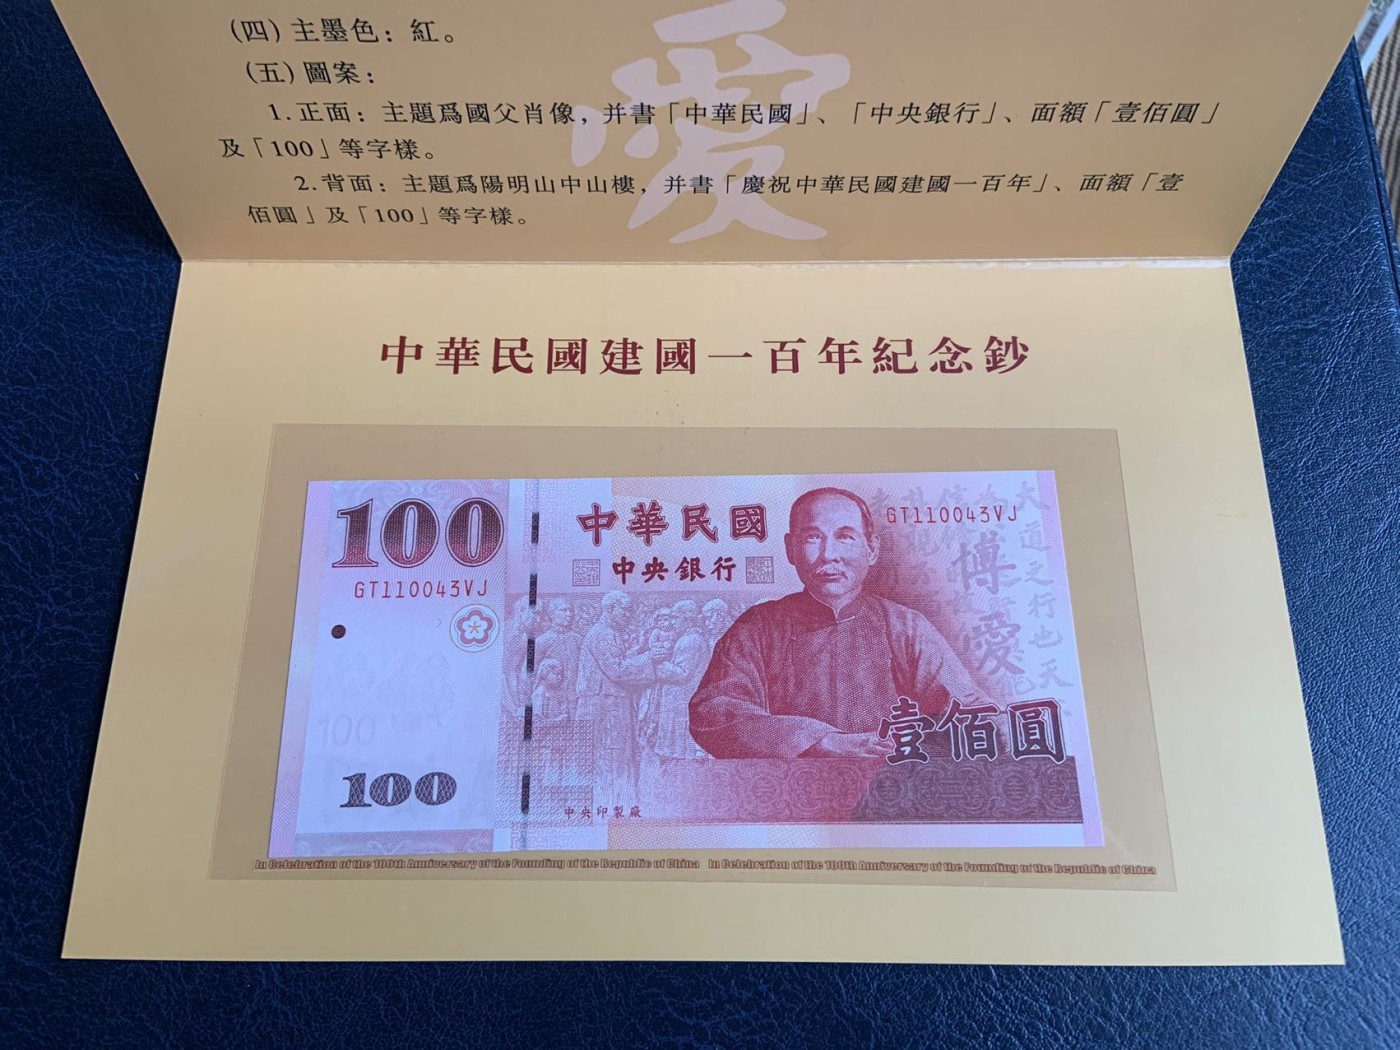 愛
(四) 主墨色：紅。
(五) 圖案：
1. 正面：主題爲國父肖像，并書「中華民國」、「中央銀行」、面額「壹佰圓」
及「100」等字樣。
2. 背面：主題爲陽明山中山樓，并書「慶祝中華民國建國一百年」、面額「壹
佰圓」及「100」等字樣。
中華民國建國一百年紀念鈔
100
中華民國
GT110043VJ
中央銀行
GT110043VJ
博愛
大道之行也天
100
壹佰圓
100
中央印製廠
In Celebration of the 100th Anniversary of the Founding of the Republic of China In Celebration of the 100th Anniversary of the Founding of the Republic of China